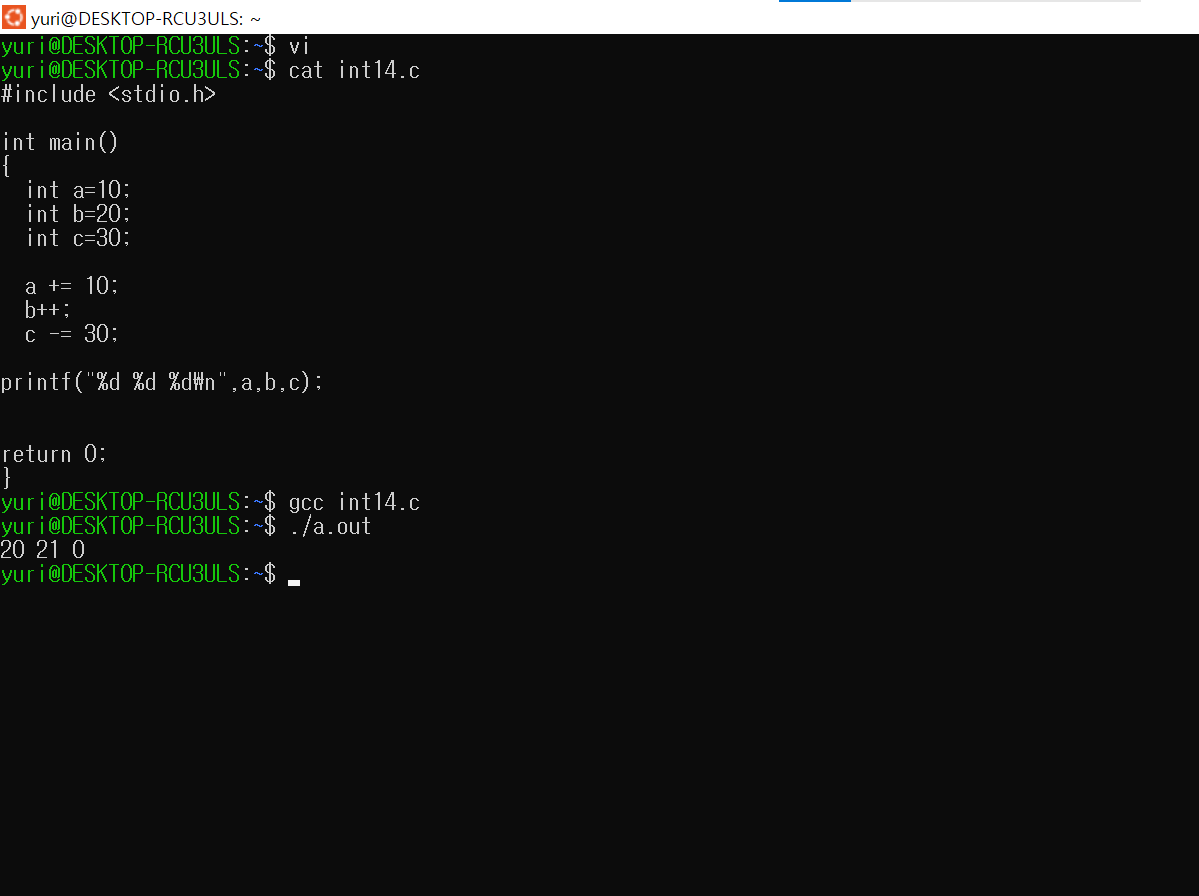 yuri@DESKTOP-RCU3ULS: ~
yuri@DESKTOP-RCU3ULS:~$ vi
yuri@DESKTOP-RCU3ULS:~$ cat int14.c
#include <stdio.h>
int main()
{
int a=10;
int b=20;
int c=30;
a += 10;
b++;
c -= 30;
printf("%d %d %d₩n",a,b,c);
return 0;
}
yuri@DESKTOP-RCU3ULS:~$ gcc int14.c
yuri@DESKTOP-RCU3ULS:~$ ./a.out
20 21 0
yuri@DESKTOP-RCU3ULS:~$